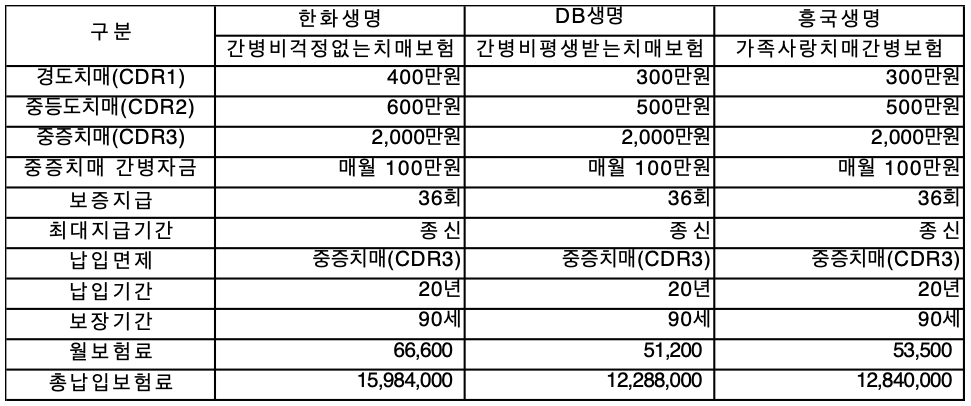 구분 한화생명 DB생명 흥국생명
간병비걱정없는치매보험 간병비평생받는치매보험 가족사랑치매간병보험
경도치매(CDR1) 400만원 300만원 300만원
중등도치매(CDR2) 600만원 500만원 500만원
중증치매(CDR3) 2,000만원 2,000만원 2,000만원
중증치매 간병자금 매월 100만원 매월 100만원 매월 100만원
보증지급 36회 36회 36회
최대지급기간 종신 종신 종신
납입면제 중증치매(CDR3) 중증치매(CDR3) 중증치매(CDR3)
납입기간 20년 20년 20년
보장기간 90세 90세 90세
월보험료 66,600 51,200 53,500
총납입보험료 15,984,000 12,288,000 12,840,000